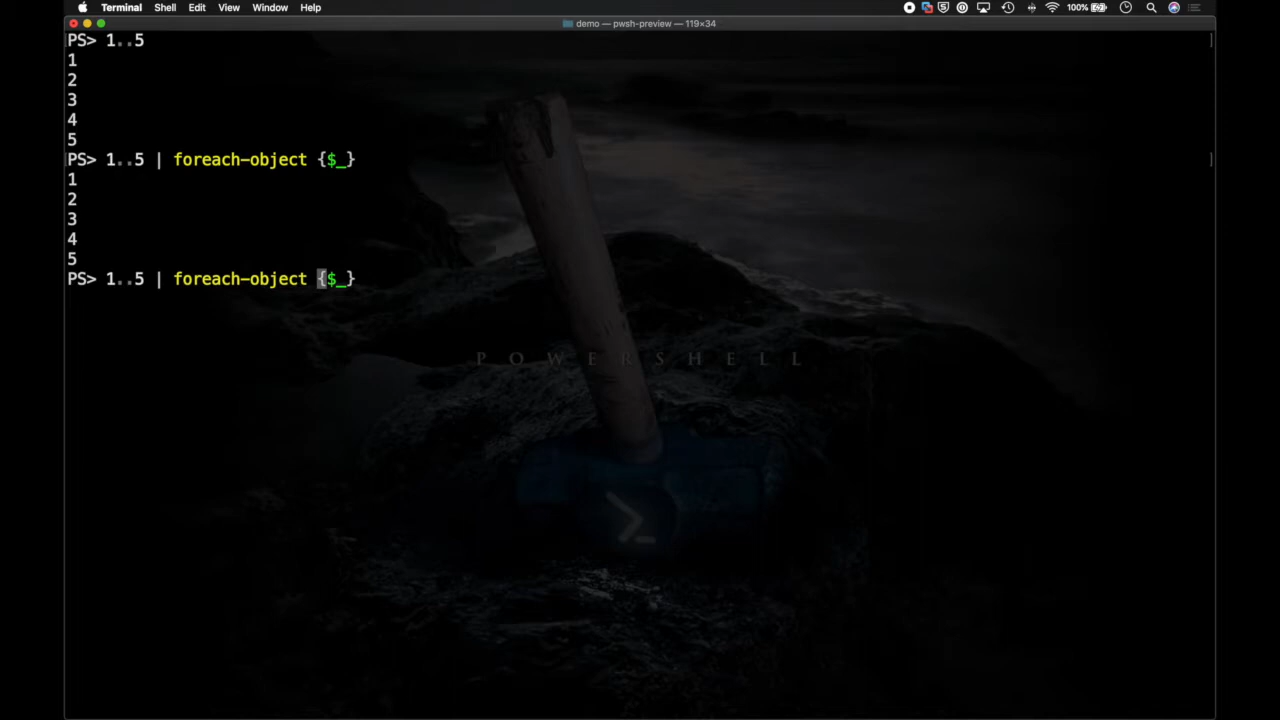 Terminal Shell Edit View Window Help 100%
demo — pwsh-preview — 119×34
PS> 1..5
1
2
3
4
5
PS> 1..5 | foreach-object {$_}
1
2
3
4
5
PS> 1..5 | foreach-object {$_}
POWERSHELL